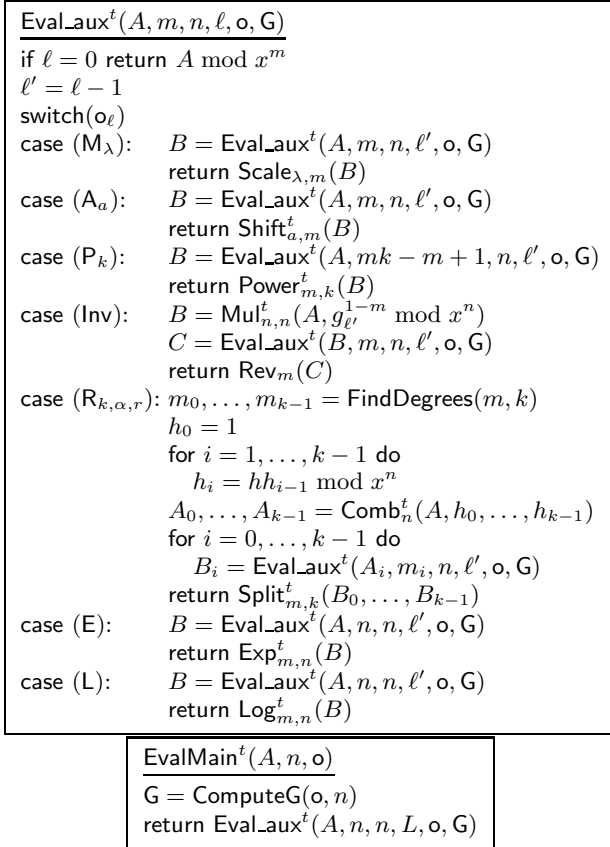 Eval_aux^t(A, m, n, ℓ, o, G)
if ℓ = 0 return A mod x^m
ℓ′ = ℓ − 1
switch(o_ℓ)
case (M_λ): B = Eval_aux^t(A, m, n, ℓ′, o, G)
return Scale_{λ,m}(B)
case (A_a): B = Eval_aux^t(A, m, n, ℓ′, o, G)
return Shift^t_{a,m}(B)
case (P_k): B = Eval_aux^t(A, mk − m + 1, n, ℓ′, o, G)
return Power^t_{m,k}(B)
case (Inv): B = Mul^t_{n,n}(A, g^{1−m}_{ℓ′} mod x^n)
C = Eval_aux^t(B, m, n, ℓ′, o, G)
return Rev_m(C)
case (R_{k,α,r}): m_0, . . . , m_{k−1} = FindDegrees(m, k)
h_0 = 1
for i = 1, . . . , k − 1 do
h_i = hh_{i−1} mod x^n
A_0, . . . , A_{k−1} = Comb^t_n(A, h_0, . . . , h_{k−1})
for i = 0, . . . , k − 1 do
B_i = Eval_aux^t(A_i, m_i, n, ℓ′, o, G)
return Split^t_{m,k}(B_0, . . . , B_{k−1})
case (E): B = Eval_aux^t(A, n, n, ℓ′, o, G)
return Exp^t_{m,n}(B)
case (L): B = Eval_aux^t(A, n, n, ℓ′, o, G)
return Log^t_{m,n}(B)
EvalMain^t(A, n, o)
G = ComputeG(o, n)
return Eval_aux^t(A, n, n, L, o, G)